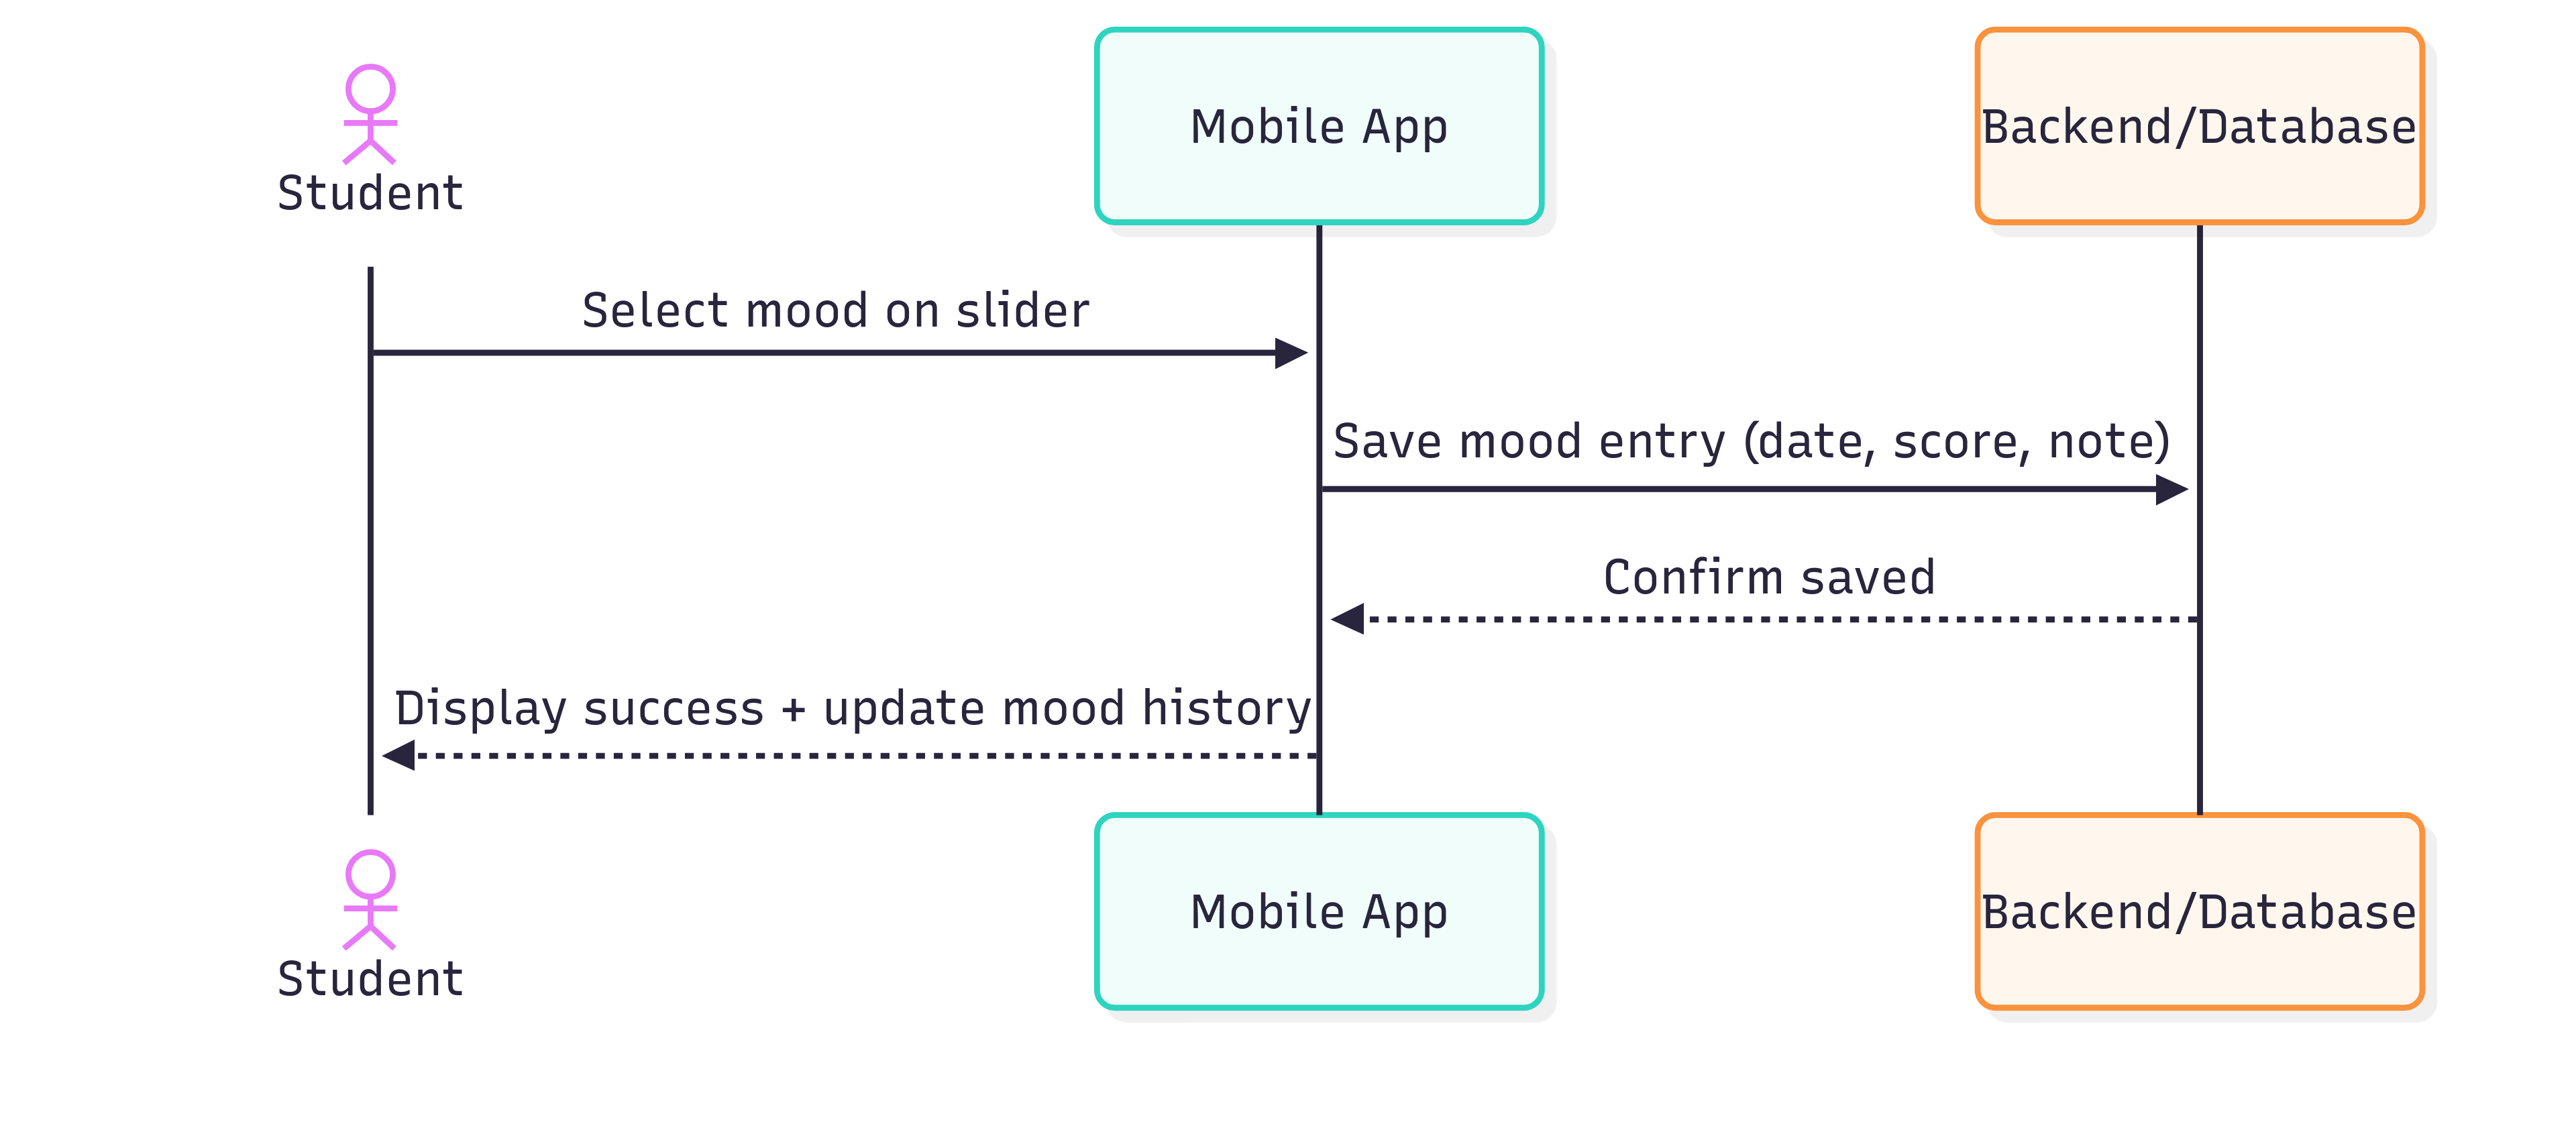 Student
Mobile App
Backend/Database
Select mood on slider
Save mood entry (date, score, note)
Confirm saved
Display success + update mood history
Student
Mobile App
Backend/Database